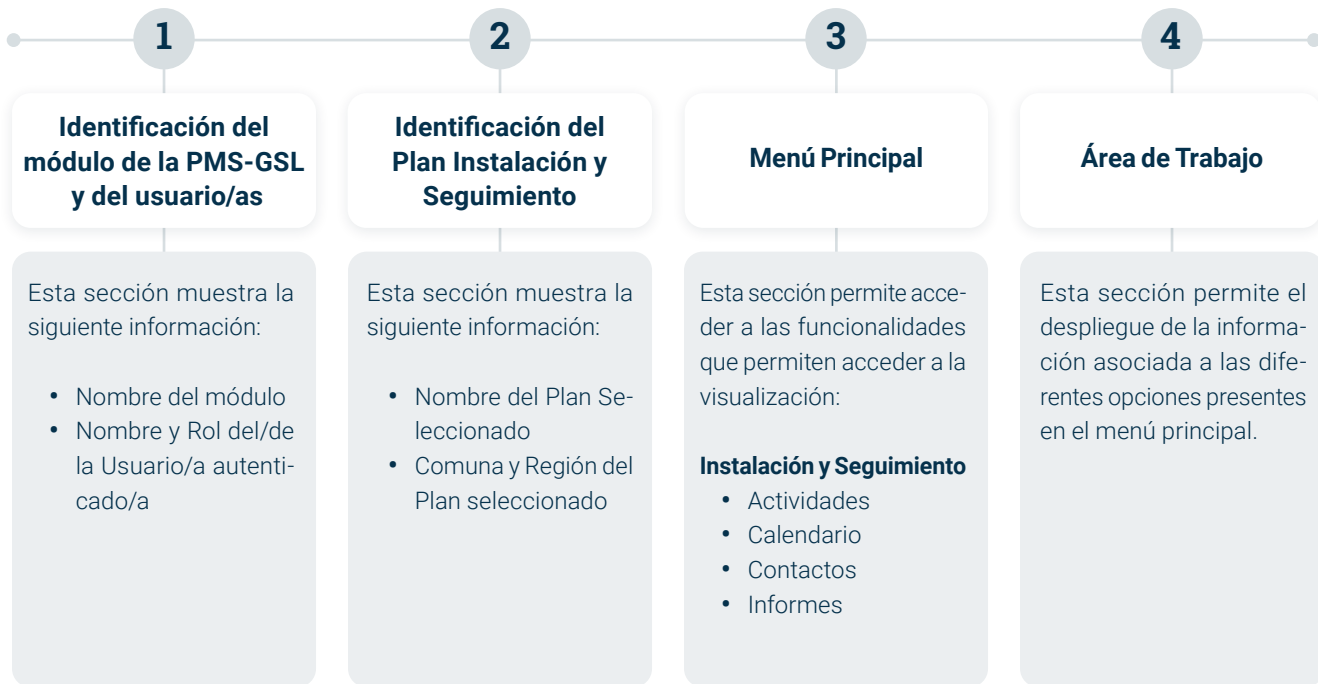 1
Identificación del
módulo de la PMS-GSL
y del usuario/as
Esta sección muestra la
siguiente información:
• Nombre del módulo
• Nombre y Rol del/de
la Usuario/a autenti-
cado/a
2
Identificación del
Plan Instalación y
Seguimiento
Esta sección muestra la
siguiente información:
• Nombre del Plan Se-
leccionado
• Comuna y Región del
Plan seleccionado
3
Menú Principal
Esta sección permite acce-
der a las funcionalidades
que permiten acceder a la
visualización:
Instalación y Seguimiento
• Actividades
• Calendario
• Contactos
• Informes
4
Área de Trabajo
Esta sección permite el
despliegue de la informa-
ción asociada a las dife-
rentes opciones presentes
en el menú principal.